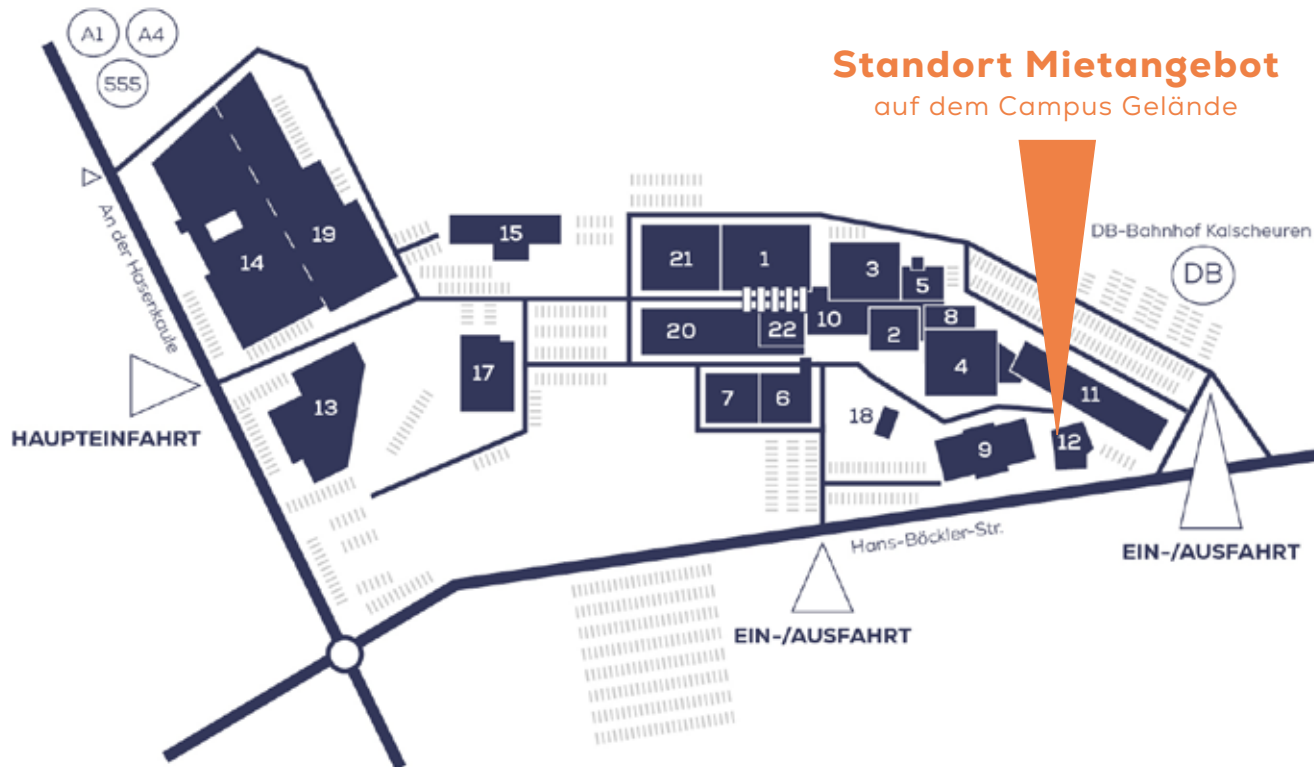 A1 A4
555
Standort Mietangebot
auf dem Campus Gelände
An der Hasenkaule
DB-Bahnhof Kalscheuren
DB
15
19
14
21
1
3
5
10
8
20
22
2
4
17
7
6
11
13
18
9
12
HAUPTEINFAHRT
Hans-Böckler-Str.
EIN-/AUSFAHRT
EIN-/AUSFAHRT